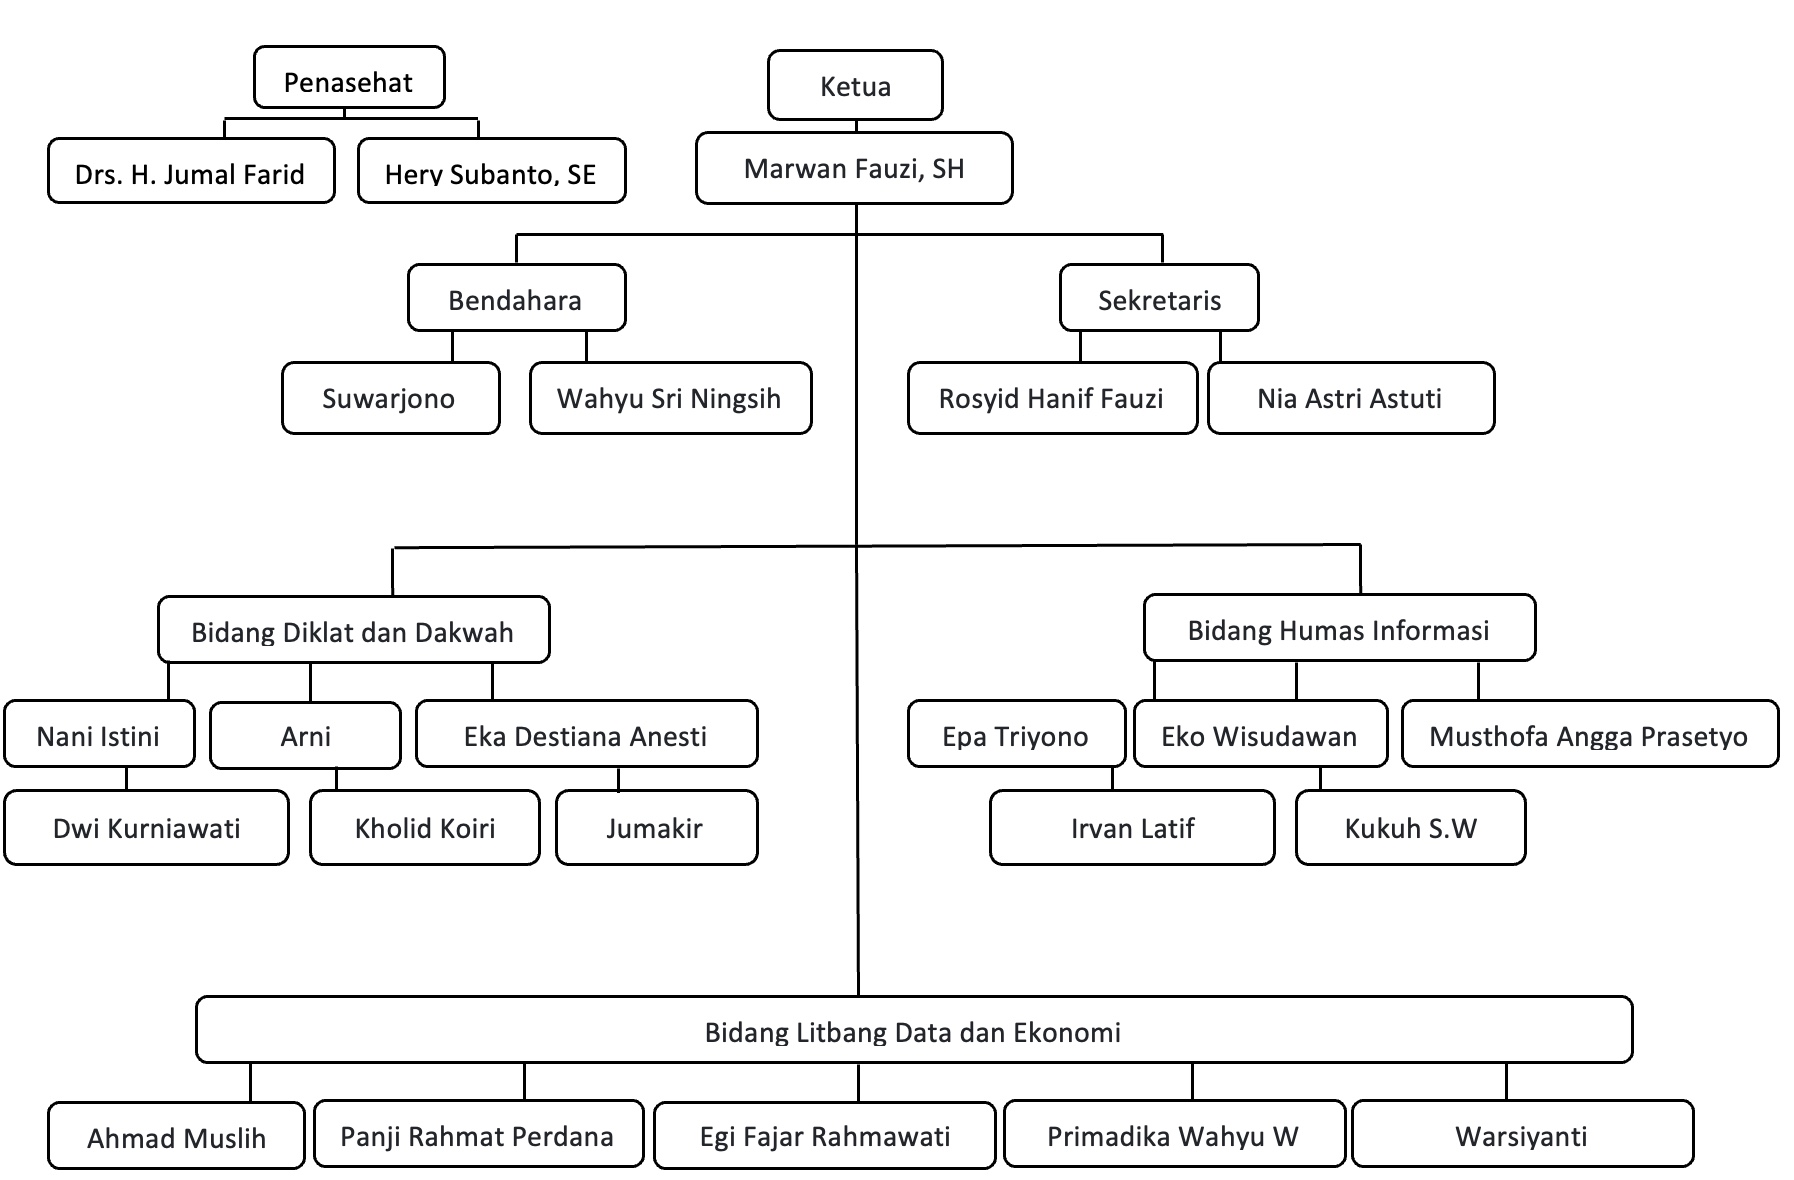 Penasehat
Ketua
Drs. H. Jumal Farid
Hery Subanto, SE
Marwan Fauzi, SH
Bendahara
Sekretaris
Suwarjono
Wahyu Sri Ningsih
Rosyid Hanif Fauzi
Nia Astri Astuti
Bidang Diklat dan Dakwah
Bidang Humas Informasi
Nani Istini
Arni
Eka Destiana Anesti
Epa Triyono
Eko Wisudawan
Musthofa Angga Prasetyo
Dwi Kurniawati
Kholid Koiri
Jumakir
Irvan Latif
Kukuh S.W
Bidang Litbang Data dan Ekonomi
Ahmad Muslih
Panji Rahmat Perdana
Egi Fajar Rahmawati
Primadika Wahyu W
Warsiyanti